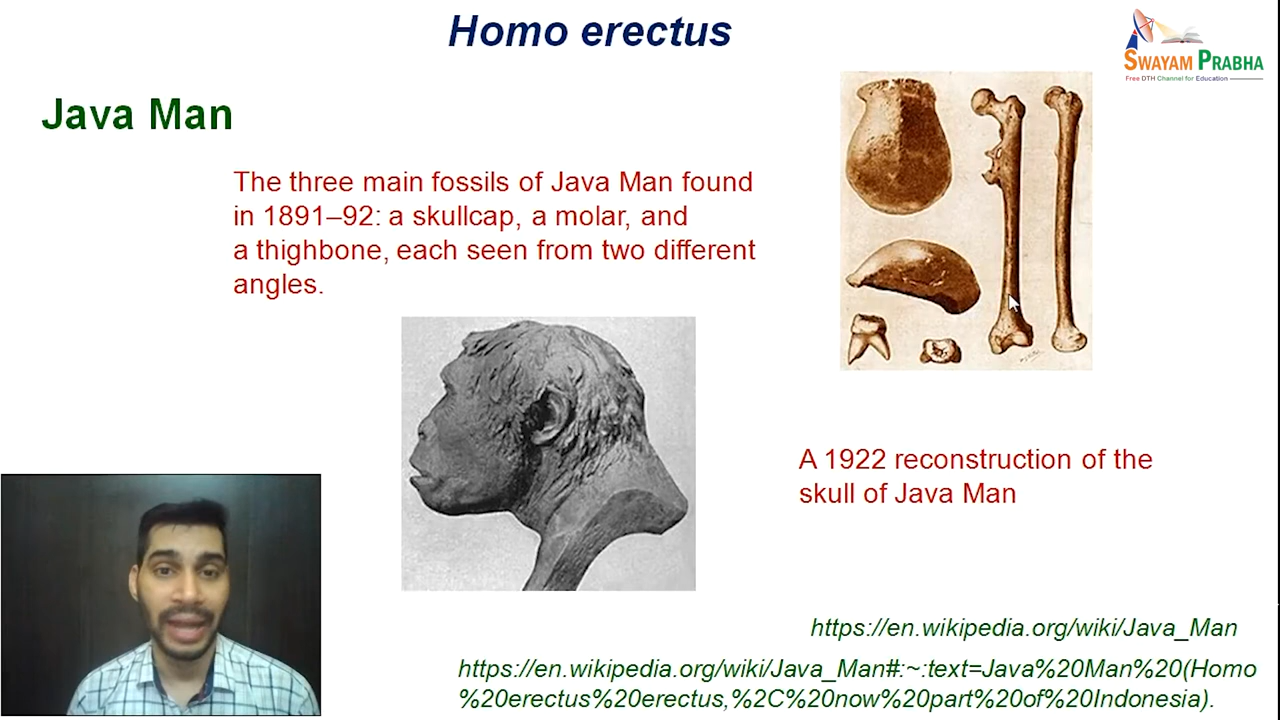 Homo erectus
SWAYAM PRABHA
Free DTH Channel for Education
Java Man
The three main fossils of Java Man found
in 1891–92: a skullcap, a molar, and
a thighbone, each seen from two different
angles.
A 1922 reconstruction of the
skull of Java Man
https://en.wikipedia.org/wiki/Java_Man
https://en.wikipedia.org/wiki/Java_Man#:~:text=Java%20Man%20(Homo
%20erectus%20erectus,%2C%20now%20part%20of%20Indonesia).